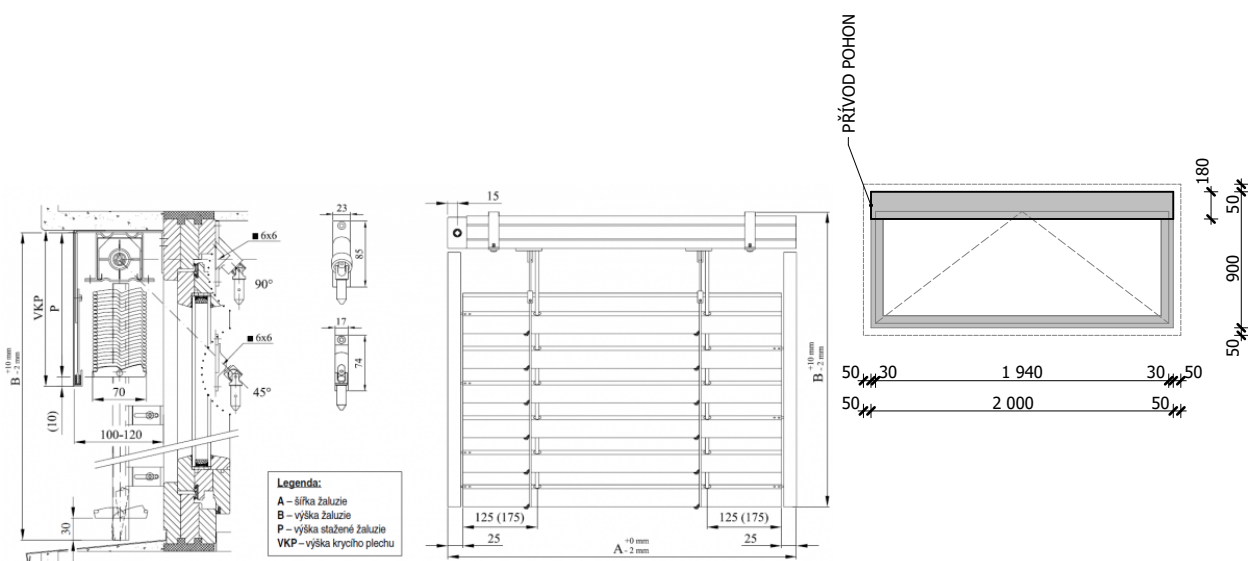 VKP
P
B +10 mm - 2 mm
(10)
70
100-120
30
■ 6x6
90°
■ 6x6
45°
23
85
17
74
Legenda:
A – šířka žaluzie
B – výška žaluzie
P – výška stažené žaluzie
VKP – výška krycího plechu
15
B +10 mm - 2 mm
125 (175)
125 (175)
25
25
A +0 mm - 2 mm
PŘÍVOD POHON
180
50
900
50
50
30
1 940
30
50
50
2 000
50